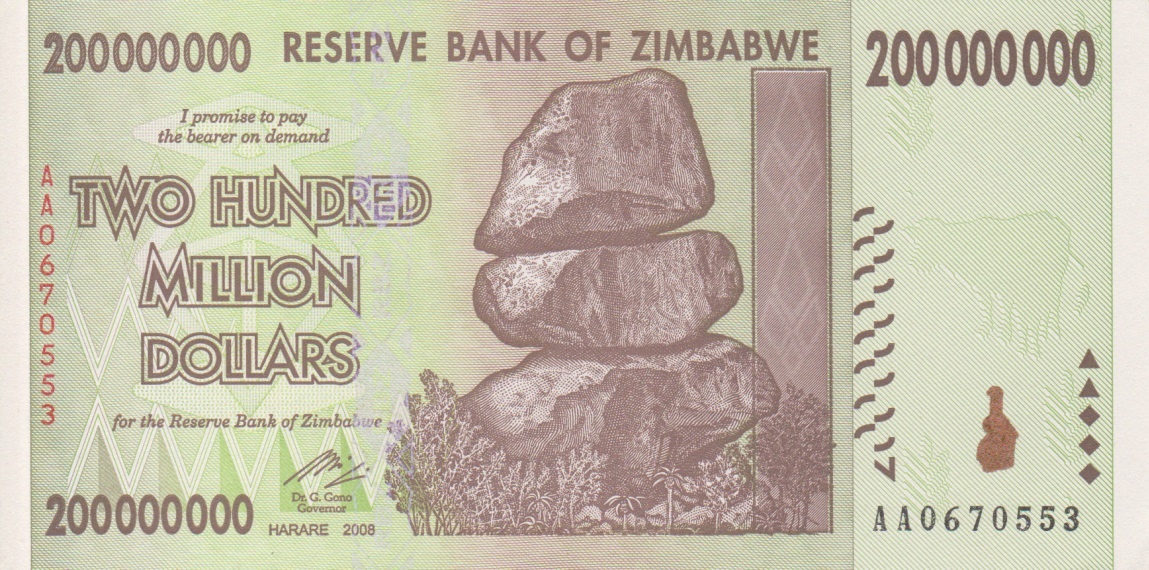 200000000 RESERVE BANK OF ZIMBABWE 200000000
I promise to pay
the bearer on demand
TWO HUNDRED
MILLION
DOLLARS
for the Reserve Bank of Zimbabwe
Dr. G. Gono
Governor
200000000 HARARE 2008
AA0670553
AA0670553